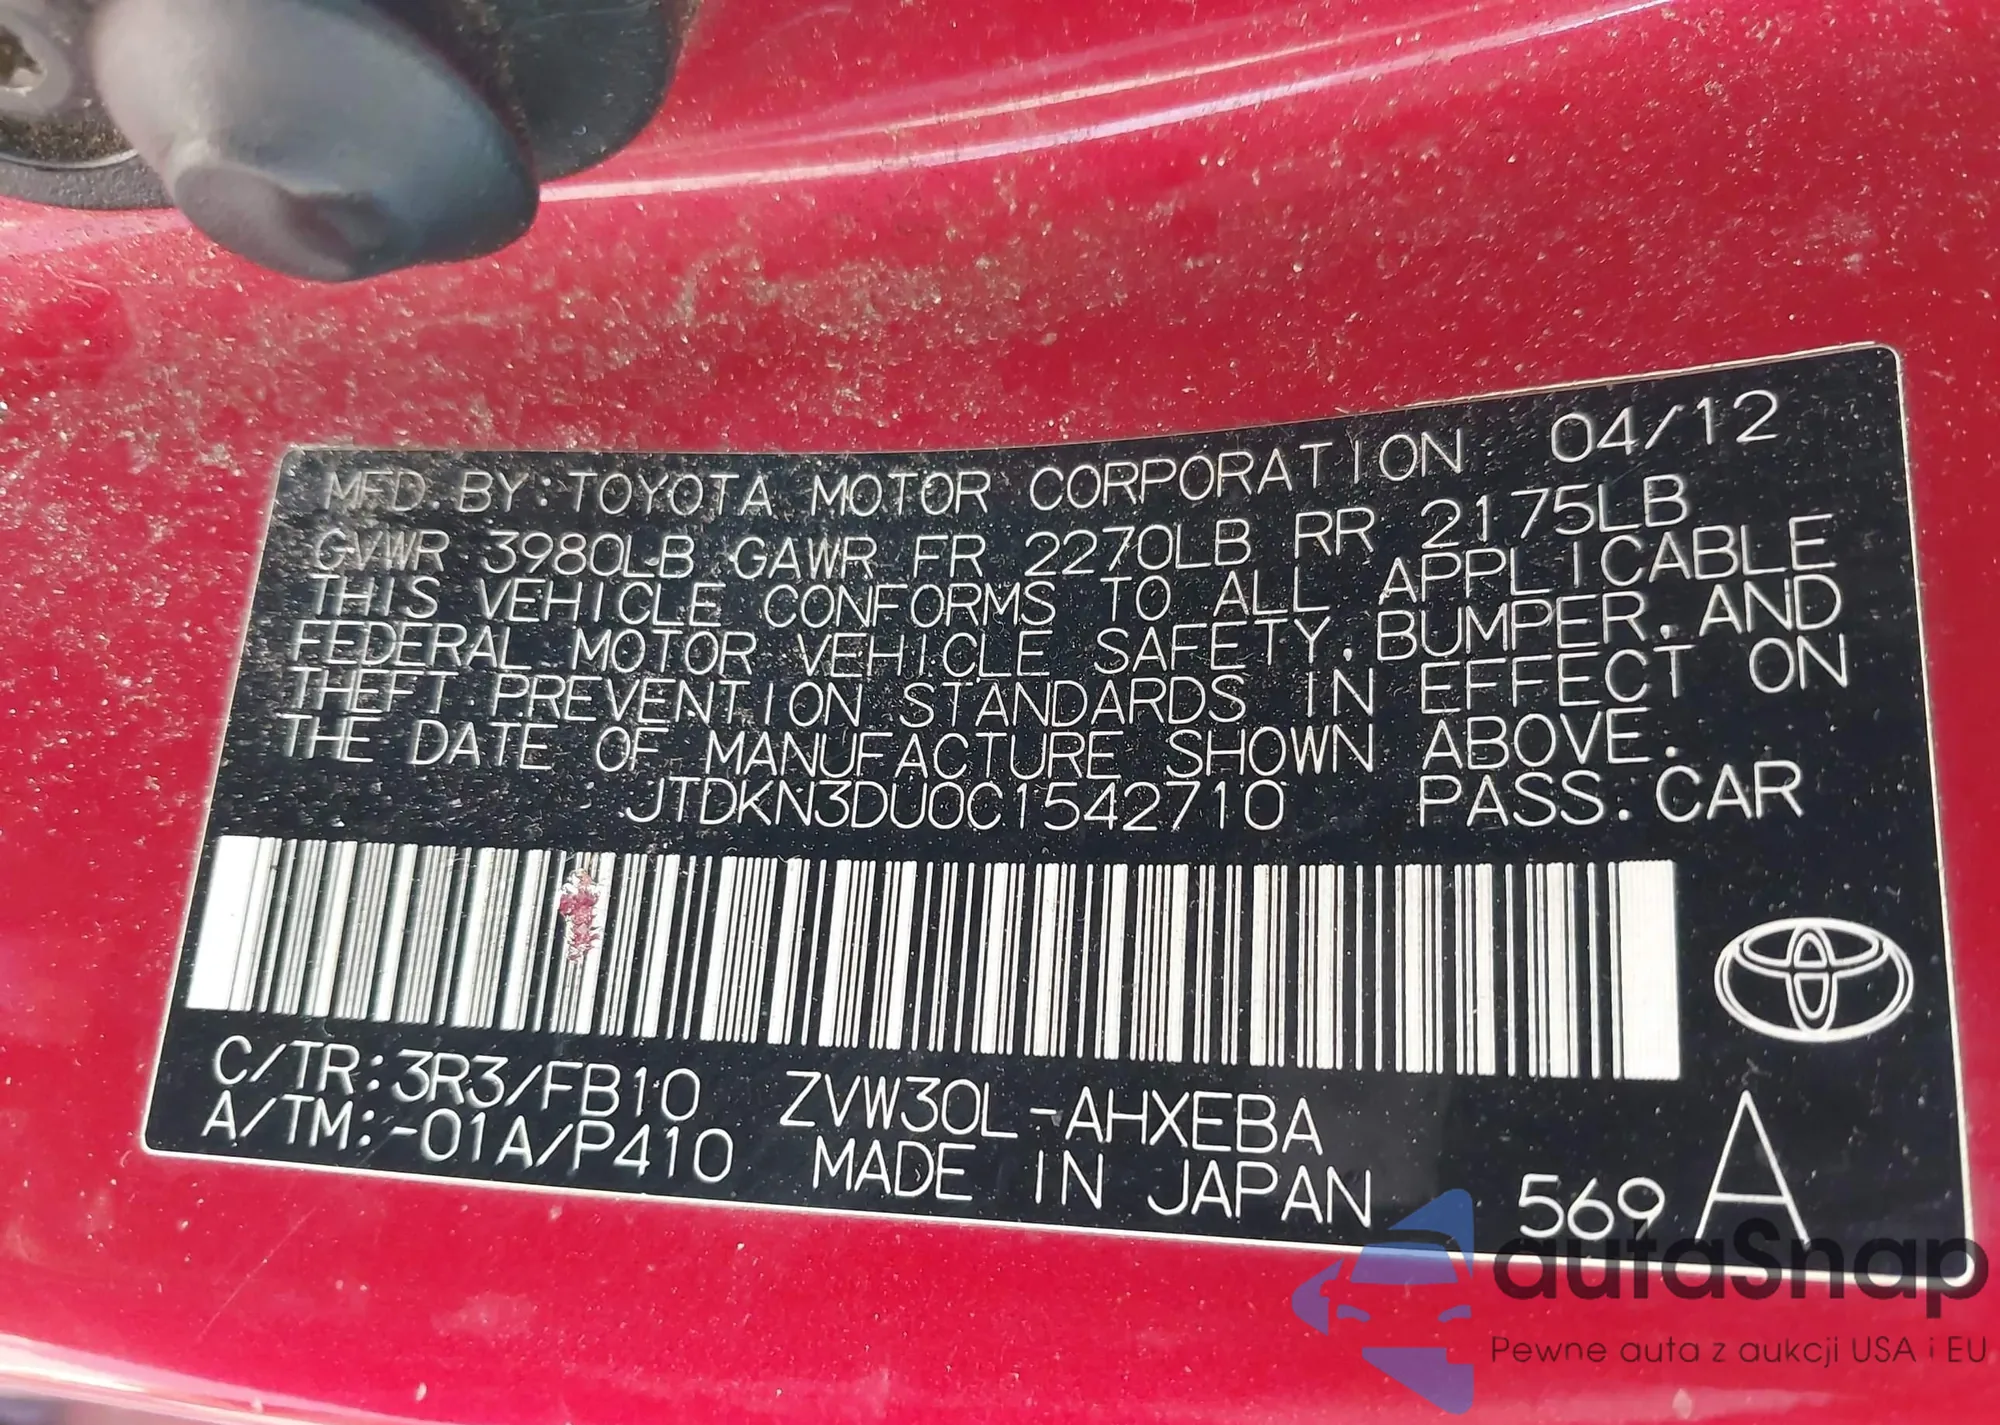 MFD.BY:TOYOTA MOTOR CORPORATION 04/12
GVWR 3980LB GAWR FR 2270LB RR 2175LB
THIS VEHICLE CONFORMS TO ALL APPLICABLE
FEDERAL MOTOR VEHICLE SAFETY, BUMPER, AND
THEFT PREVENTION STANDARDS IN EFFECT ON
THE DATE OF MANUFACTURE SHOWN ABOVE.
JTDKN3DU0C1542710 PASS.CAR
C/TR:3R3/FB10 ZVW30L-AHXEBA
A/TM:-01A/P410 MADE IN JAPAN 569 A
autaSnap
Pewne auta z aukcji USA i EU